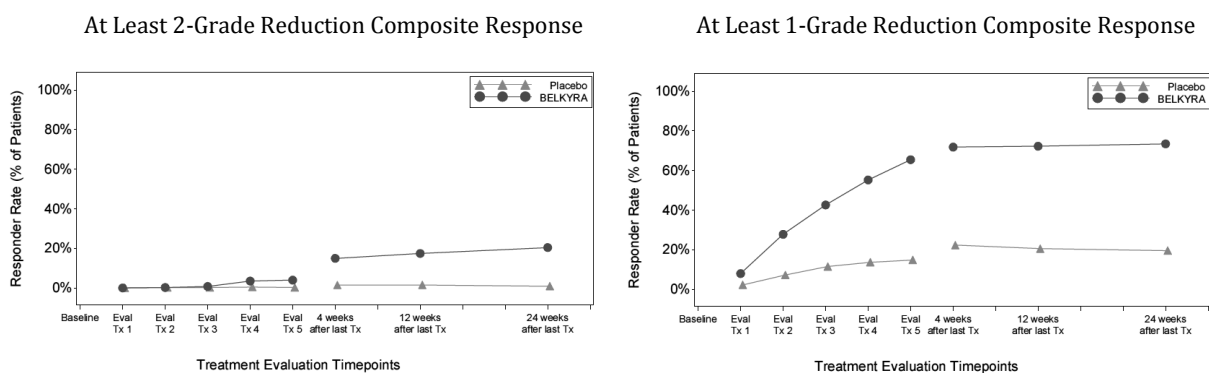 At Least 2-Grade Reduction Composite Response
Placebo
BELKYRA
Responder Rate (% of Patients)
100%
80%
60%
40%
20%
0%
Baseline
Eval Tx 1
Eval Tx 2
Eval Tx 3
Eval Tx 4
Eval Tx 5
4 weeks after last Tx
12 weeks after last Tx
24 weeks after last Tx
Treatment Evaluation Timepoints
At Least 1-Grade Reduction Composite Response
Placebo
BELKYRA
Responder Rate (% of Patients)
100%
80%
60%
40%
20%
0%
Baseline
Eval Tx 1
Eval Tx 2
Eval Tx 3
Eval Tx 4
Eval Tx 5
4 weeks after last Tx
12 weeks after last Tx
24 weeks after last Tx
Treatment Evaluation Timepoints